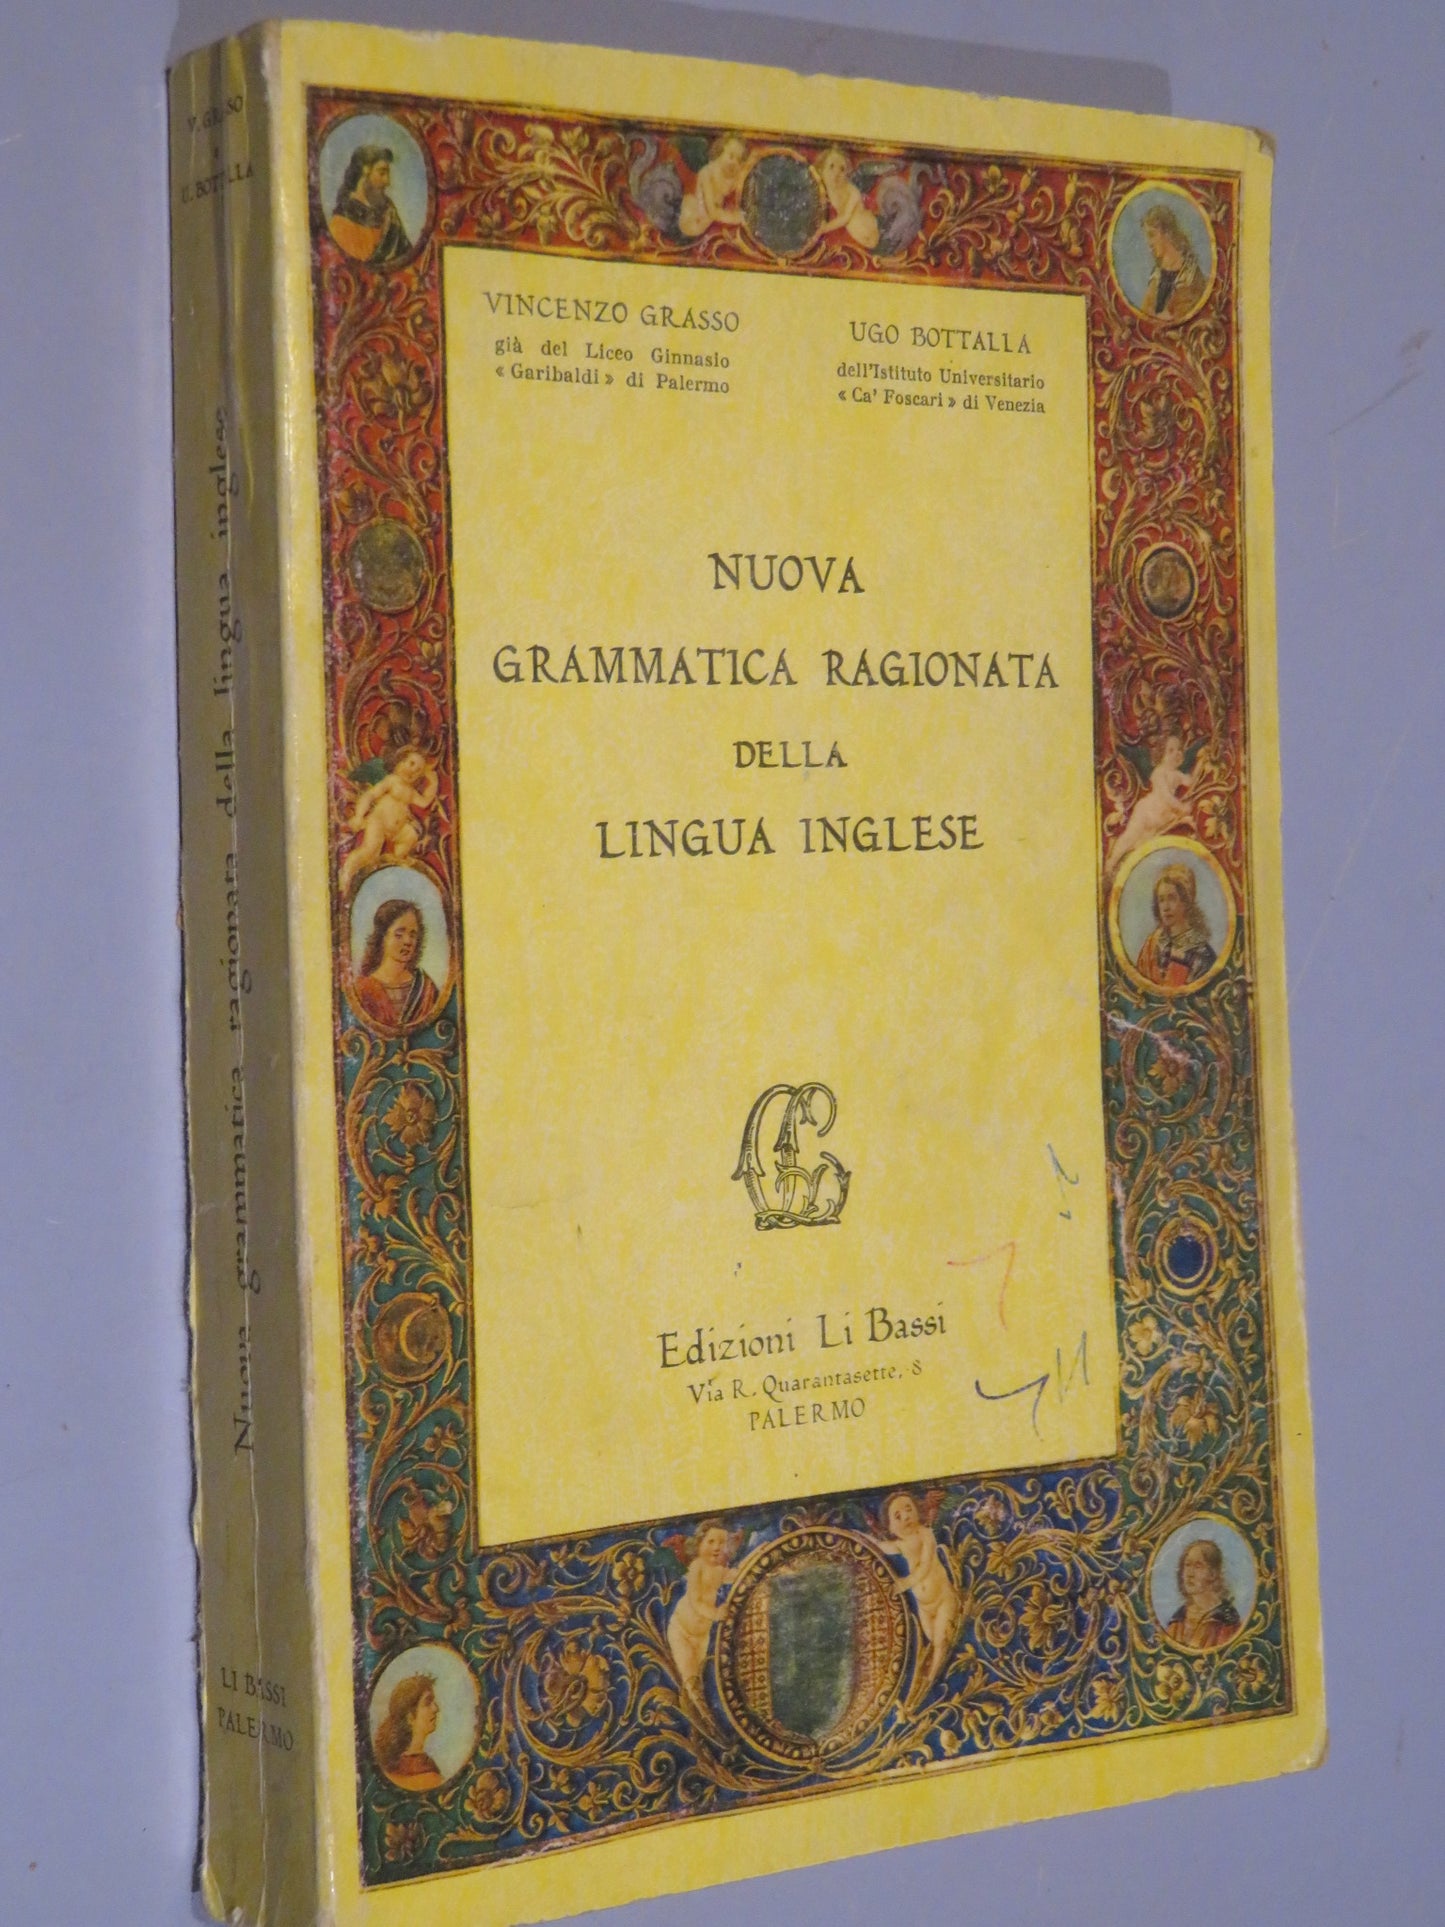 V. GRASSO
U. BOTTALLA
Nuova grammatica ragionata della lingua inglese
LI BASSI
PALERMO
VINCENZO GRASSO
già del Liceo Ginnasio
« Garibaldi » di Palermo
UGO BOTTALLA
dell'Istituto Universitario
« Ca' Foscari » di Venezia
NUOVA
GRAMMATICA RAGIONATA
DELLA
LINGUA INGLESE
Edizioni Li Bassi
Via R. Quarantasette, 8
PALERMO